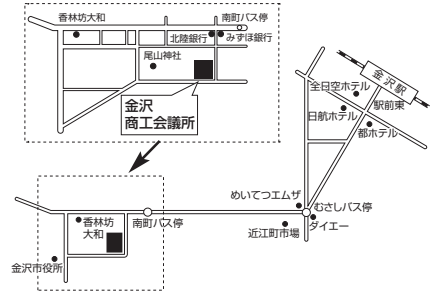 香林坊大和
南町バス停
北陸銀行
みずほ銀行
尾山神社
金沢
商工会議所
金沢駅
全日空ホテル
駅前東
日航ホテル
都ホテル
めいてつエムザ
むさしバス停
ダイエー
近江町市場
香林坊
大和
南町バス停
金沢市役所